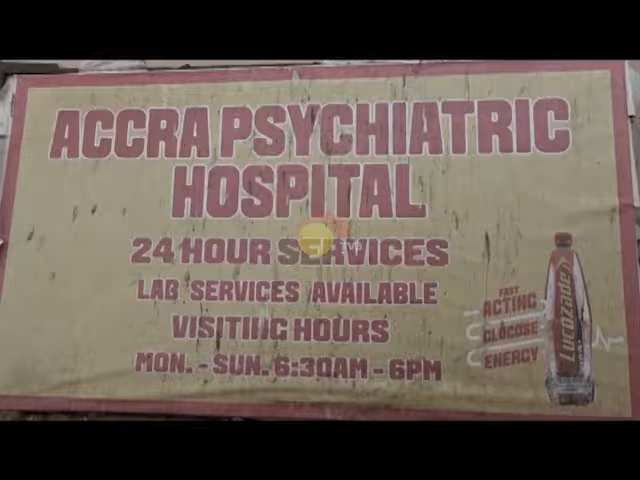 ACCRA PSYCHIATRIC
HOSPITAL
24 HOUR SERVICES
LAB SERVICES AVAILABLE
VISITING HOURS
MON. - SUN. 6:30AM - 6PM
FAST
ACTING
GLUCOSE
ENERGY
Lucozade